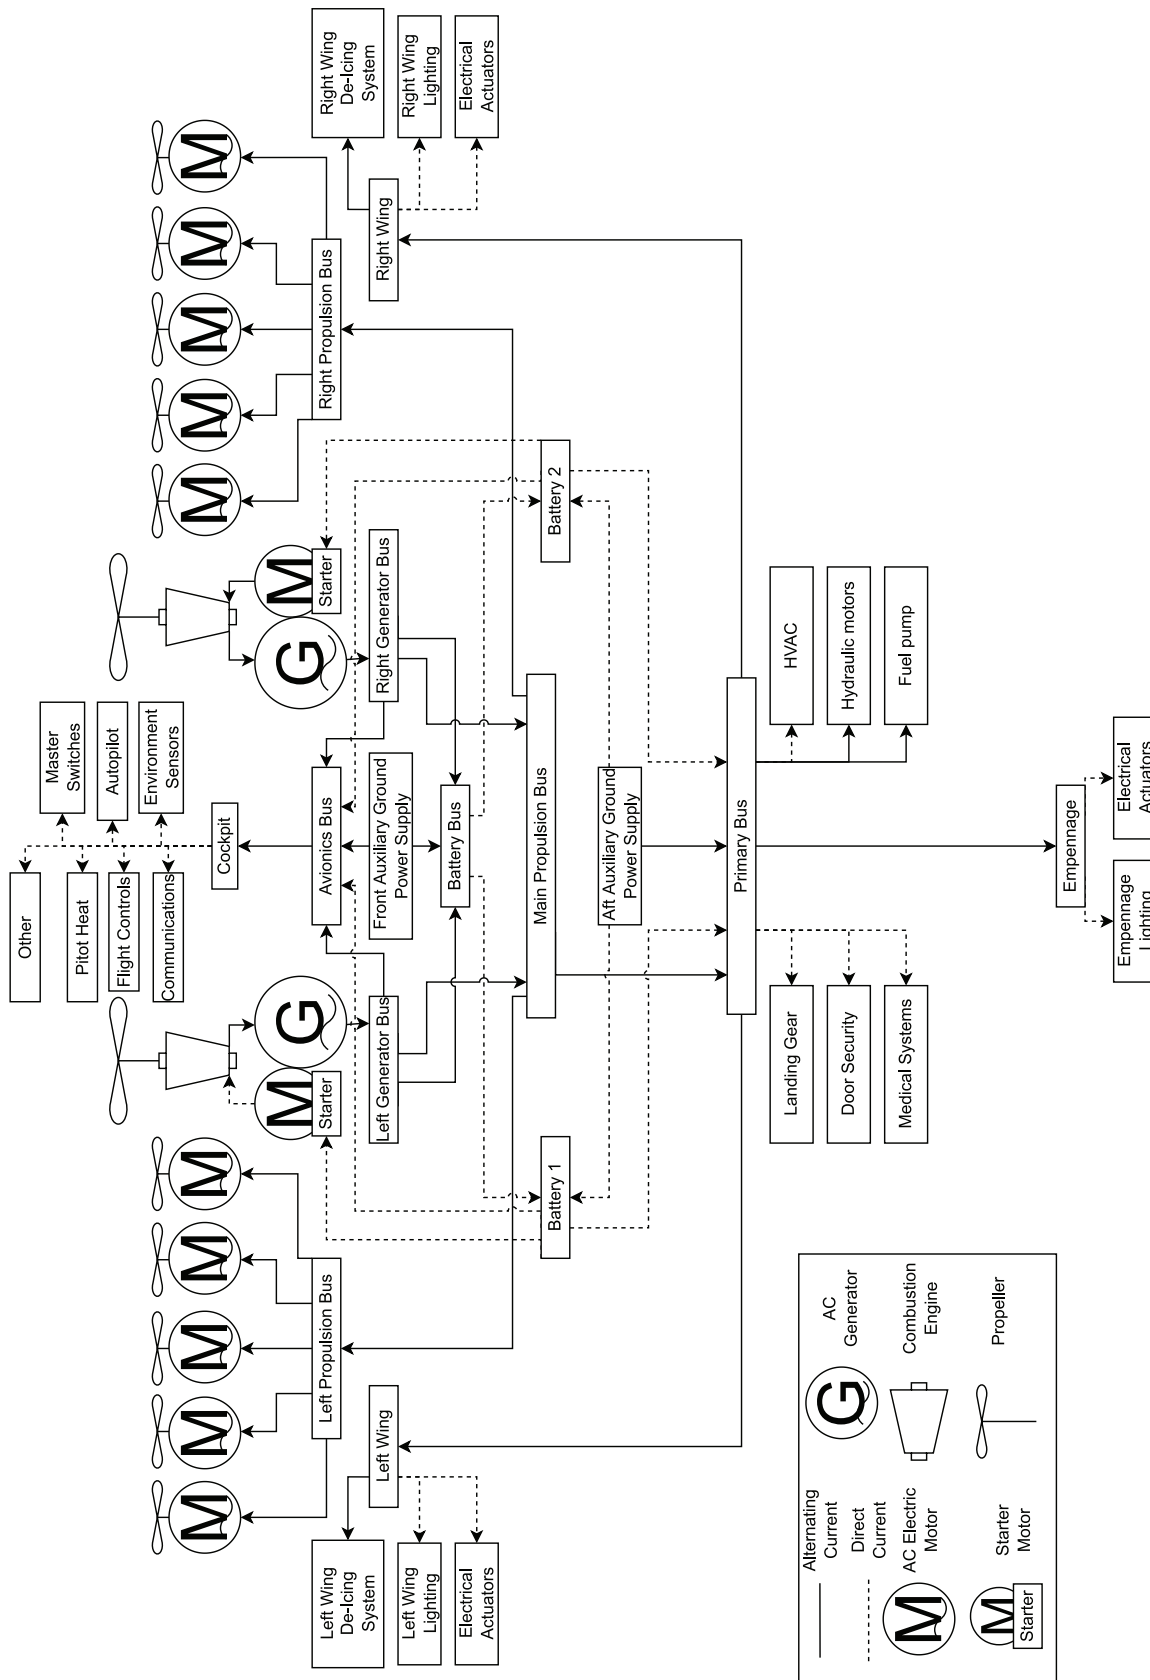 Other
Pitot Heat
Flight Controls
Communications
Master
Switches
Autopilot
Environment
Sensors
Cockpit
M
M
M
M
M
M
Starter
G
G
M
Starter
M
M
M
M
M
Left Propulsion Bus
Avionics Bus
Right Propulsion Bus
Left Wing
De-Icing
System
Left Wing
Lighting
Electrical
Actuators
Left Wing
Left Generator Bus
Front Auxiliary Ground
Power Supply
Right Generator Bus
Right Wing
Right Wing
De-Icing
System
Right Wing
Lighting
Electrical
Actuators
Battery Bus
Battery 1
Main Propulsion Bus
Battery 2
Aft Auxiliary Ground
Power Supply
Primary Bus
Landing Gear
Door Security
Medical Systems
HVAC
Hydraulic motors
Fuel pump
Empennage
Empennage
Lighting
Electrical
Actuators
Alternating
Current
Direct
Current
M
AC Electric
Motor
M
Starter
Starter
Motor
G
AC
Generator
Combustion
Engine
Propeller